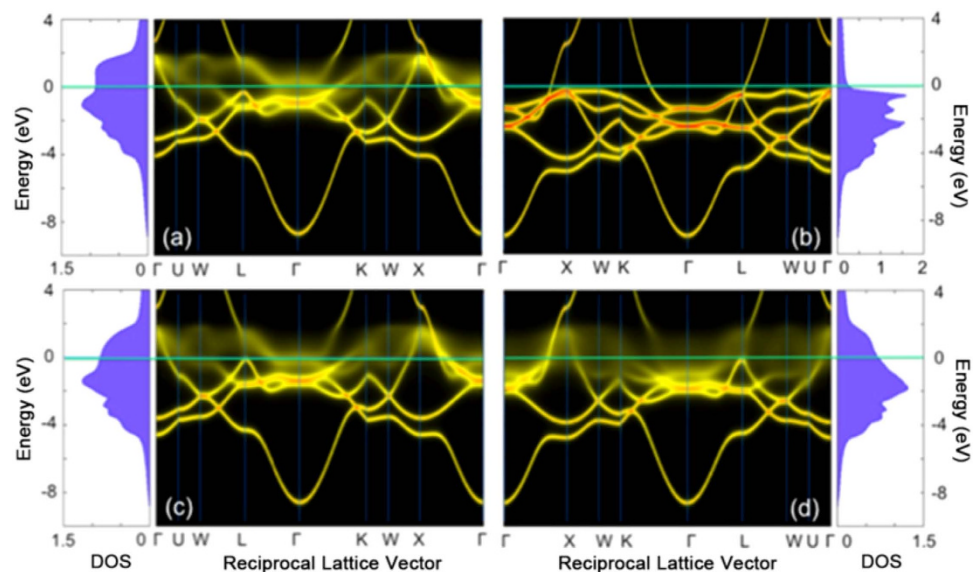 4
0
-4
-8
Energy (eV)
(a)
1.5 0 Γ U W L Γ K W X Γ
(b)
Γ X W K Γ L W U Γ 0 1 2
4
0
-4
-8
Energy (eV)
4
0
-4
-8
Energy (eV)
(c)
1.5 0 Γ U W L Γ K W X Γ
DOS Reciprocal Lattice Vector
(d)
Γ X W K Γ L W U Γ 0 1.5
Reciprocal Lattice Vector DOS
4
0
-4
-8
Energy (eV)